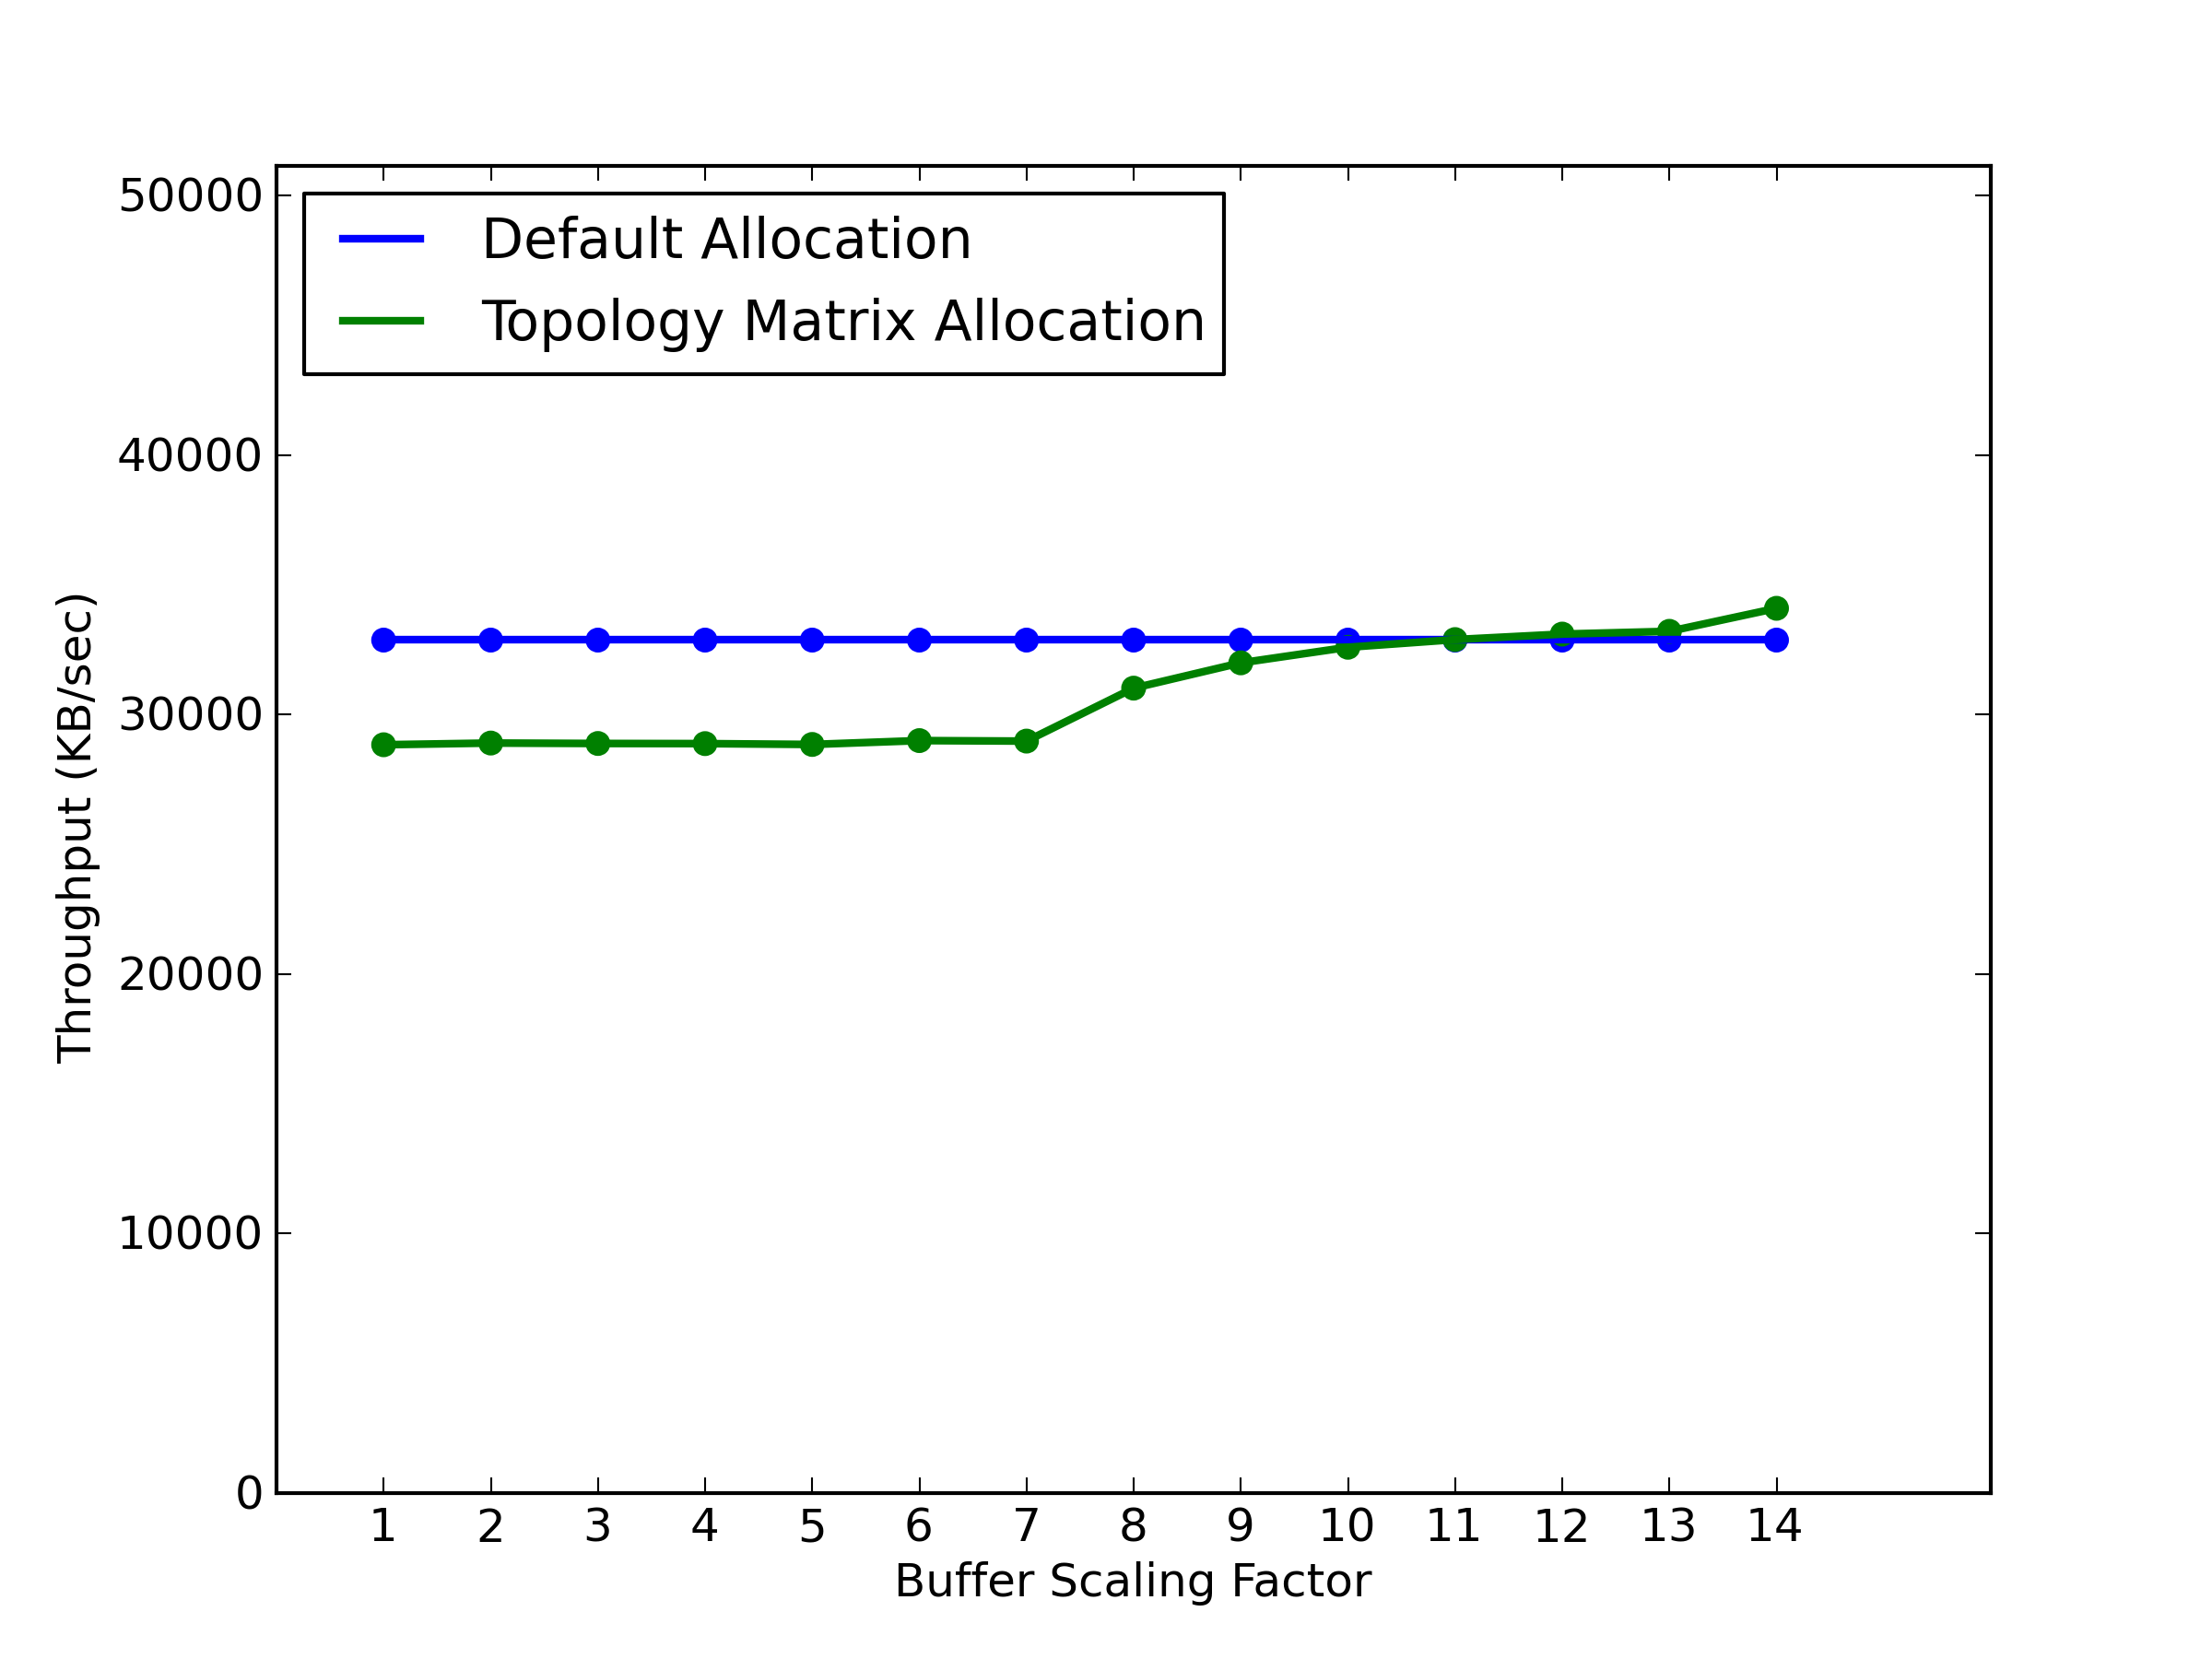 Default Allocation
Topology Matrix Allocation
50000
40000
30000
20000
10000
0
Throughput (KB/sec)
1 2 3 4 5 6 7 8 9 10 11 12 13 14
Buffer Scaling Factor